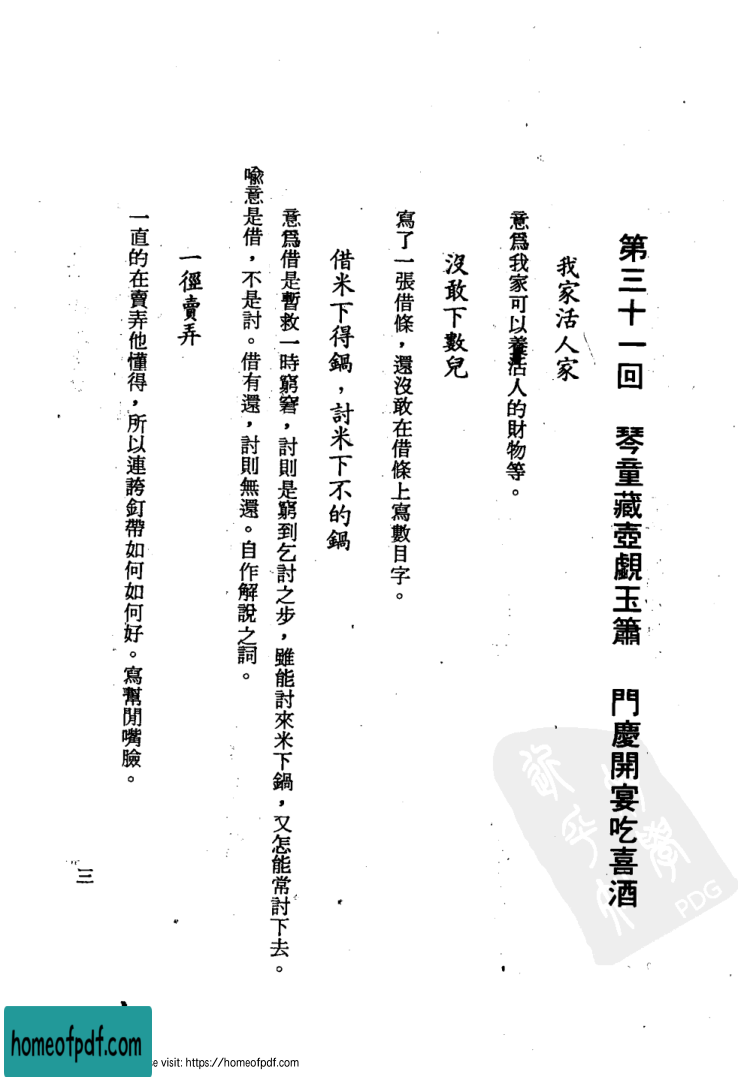 第三十一回　琴童藏壺覷玉簫　門慶開宴吃喜酒
我家活人家
意爲我家可以養活人的財物等。
沒敢下數兒
寫了一張借條，還沒敢在借條上寫數目字。
借米下得鍋，討米下不的鍋
意爲借是暫救一時窮窘，討則是窮到乞討之步，雖能討來米下鍋，又怎能常討下去。
喻意是借，不是討。借有還，討則無還。自作解說之詞。
一徑賣弄
一直的在賣弄他懂得，所以連誇釘帶如何如何好。寫幫閒嘴臉。
三
PDG
homeofpdf.com
se visit: https://homeofpdf.com